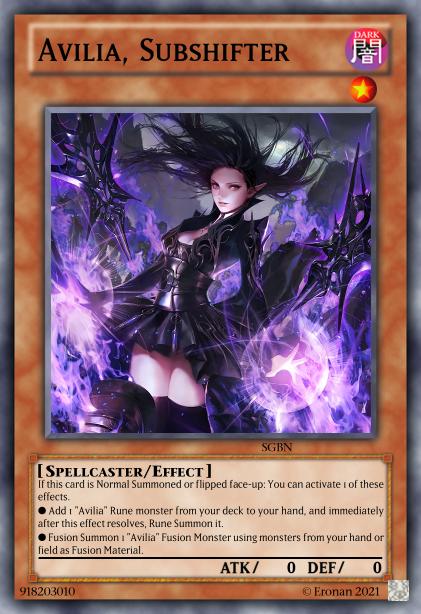 Avilia, Subshifter
DARK
闇
SGBN
[ Spellcaster/Effect ]
If this card is Normal Summoned or flipped face-up: You can activate 1 of these
effects.
● Add 1 "Avilia" Rune monster from your deck to your hand, and immediately
after this effect resolves, Rune Summon it.
● Fusion Summon 1 "Avilia" Fusion Monster using monsters from your hand or
field as Fusion Material.
ATK/ 0 DEF/ 0
918203010 © Eronan 2021